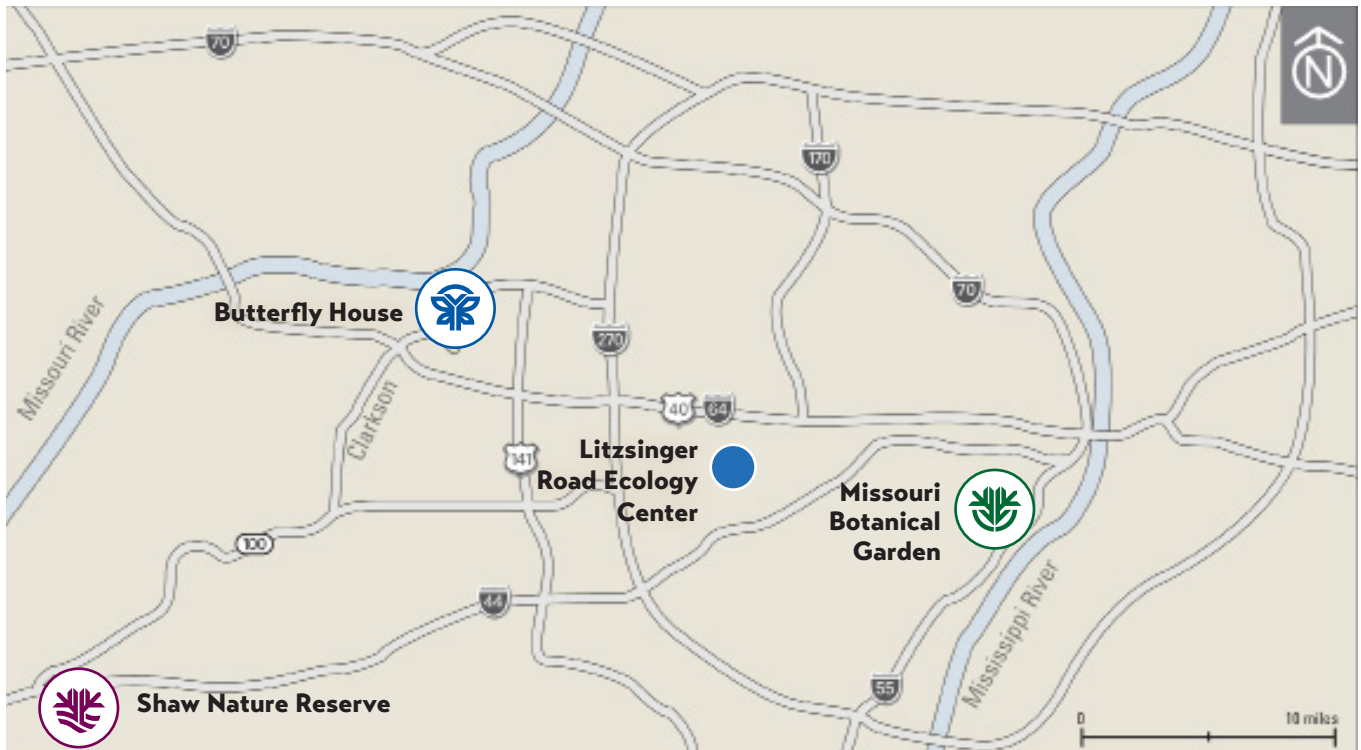 70
N
170
Butterfly House
70
Missouri River
270
Clarkson
40
64
141
Litzsinger
Road Ecology
Center
Missouri
Botanical
Garden
100
44
Mississippi River
55
Shaw Nature Reserve
0
10 miles